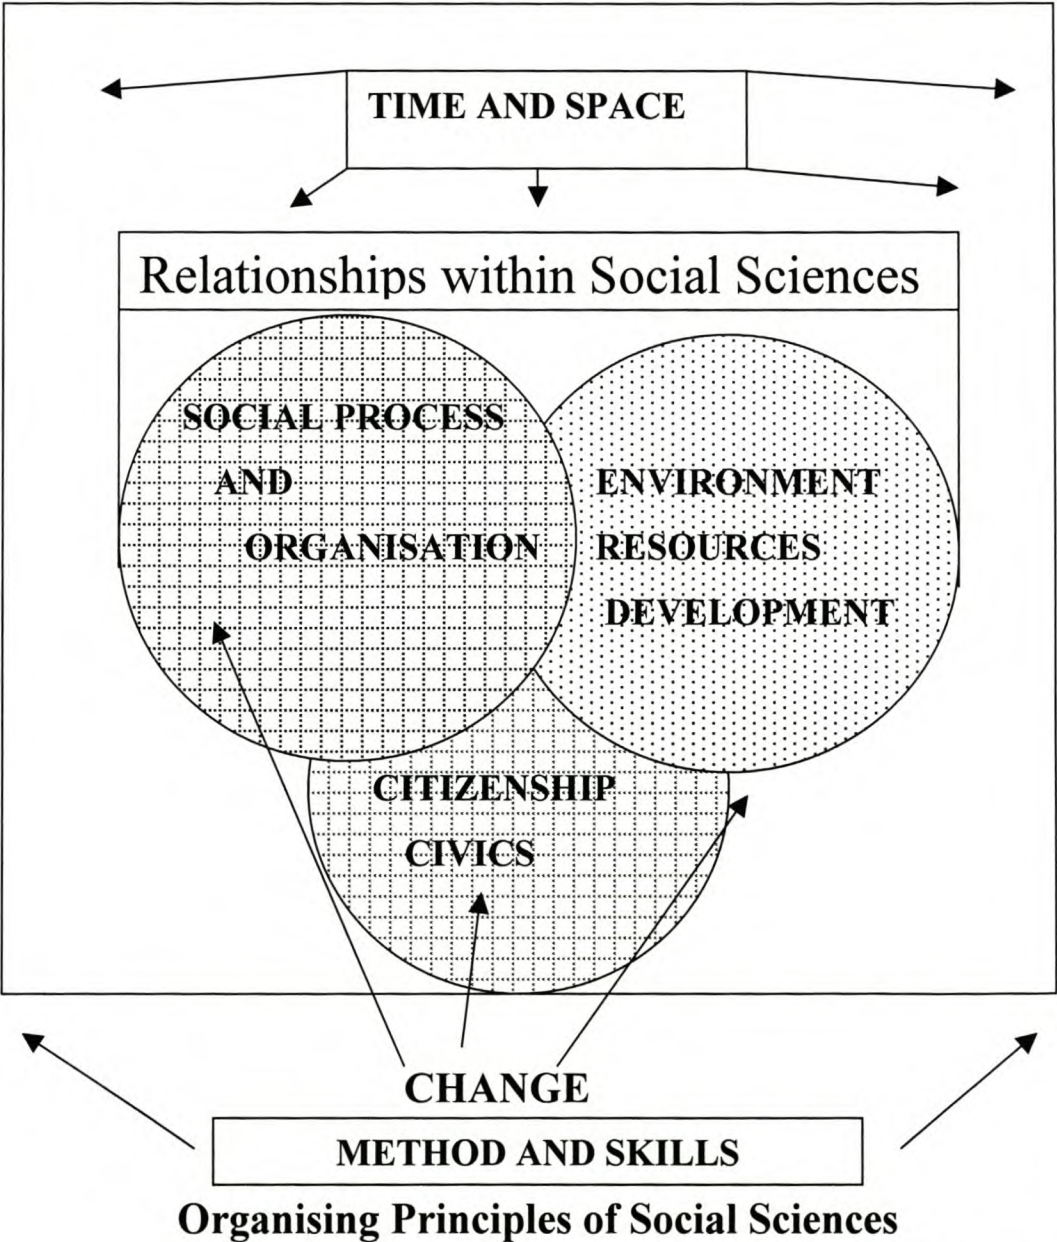 TIME AND SPACE
Relationships within Social Sciences
SOCIAL PROCESS
AND
ORGANISATION
ENVIRONMENT
RESOURCES
DEVELOPMENT
CITIZENSHIP
CIVICS
CHANGE
METHOD AND SKILLS
Organising Principles of Social Sciences